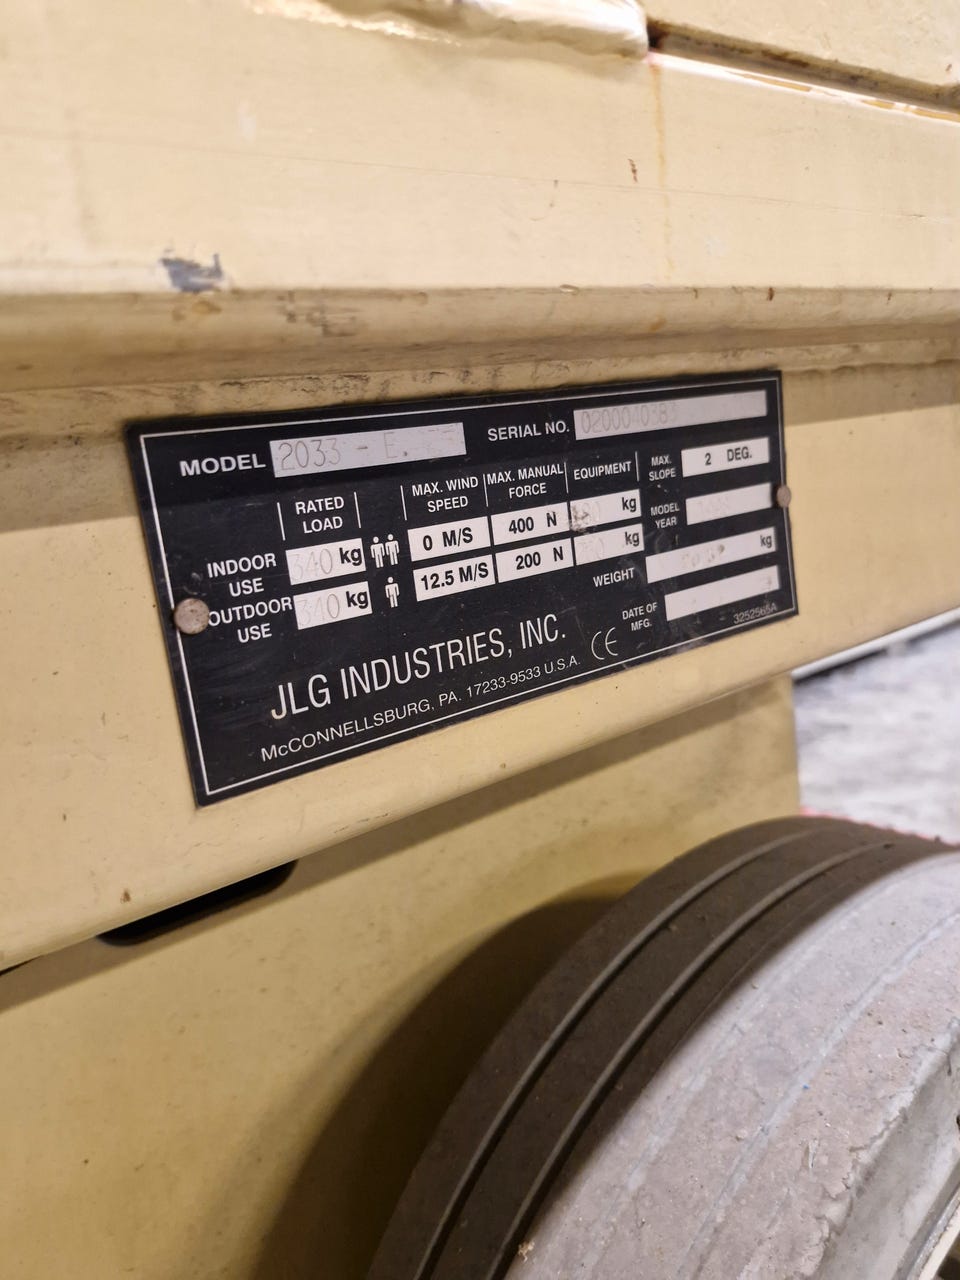 MODEL 2033 - E. SERIAL NO. 0200040383
RATED LOAD
MAX. WIND SPEED
MAX. MANUAL FORCE
EQUIPMENT
MAX. SLOPE 2 DEG.
INDOOR USE 340 kg 0 M/S 400 N kg
MODEL YEAR
OUTDOOR USE 340 kg 12.5 M/S 200 N kg
WEIGHT kg
DATE OF MFG.
JLG INDUSTRIES, INC. CE
McCONNELLSBURG, PA. 17233-9533 U.S.A.
3252565A